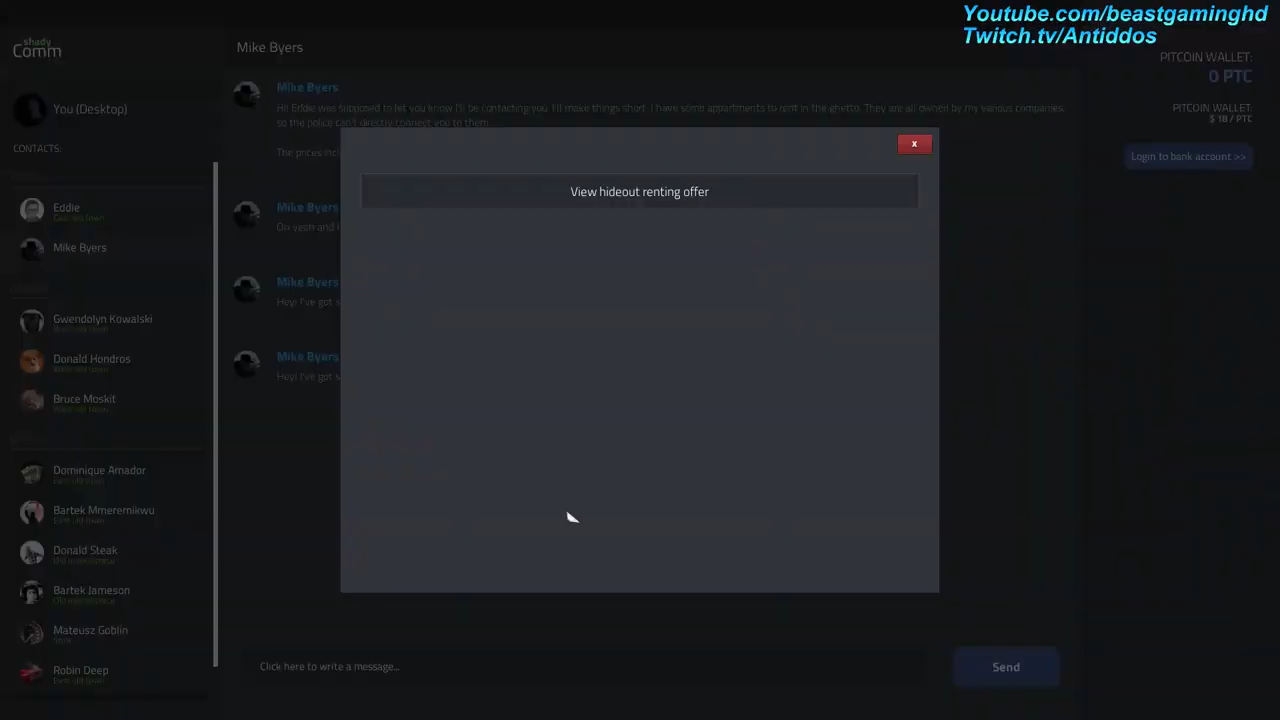 Youtube.com/beastgaminghd
Twitch.tv/Antiddos
shady
Comm
Mike Byers
PITCOIN WALLET:
0 PTC
PITCOIN WALLET:
$ 18 / PTC
Login to bank account >>
You (Desktop)
CONTACTS:
Eddie
Mike Byers
Gwendolyn Kowalski
Donald Hondros
Bruce Moskit
Dominique Amador
Bartek Mmeremikwu
Donald Steak
Bartek Jameson
Mateusz Goblin
Robin Deep
Mike Byers
Hi! Eddie was supposed to let you know I'll be contacting you. I'll make things short. I have some appartments to rent in the ghetto. They are all owned by my various companies,
so the police can't directly connect you to them.
The prices incl
Mike Byers
Oh yeah and
Mike Byers
Hey! I've got s
Mike Byers
Hey! I've got s
x
View hideout renting offer
Click here to write a message...
Send